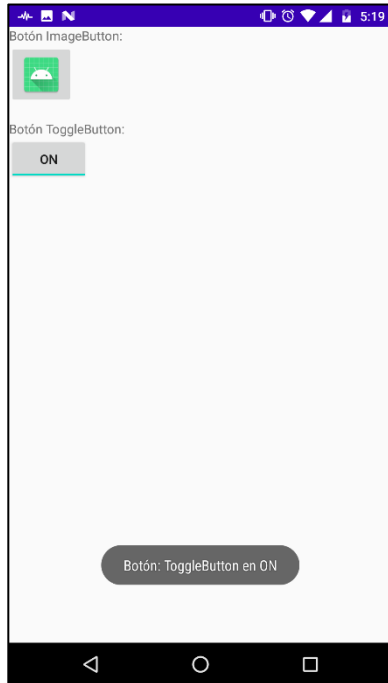 5:19
Botón ImageButton:
Botón ToggleButton:
ON
Botón: ToggleButton en ON